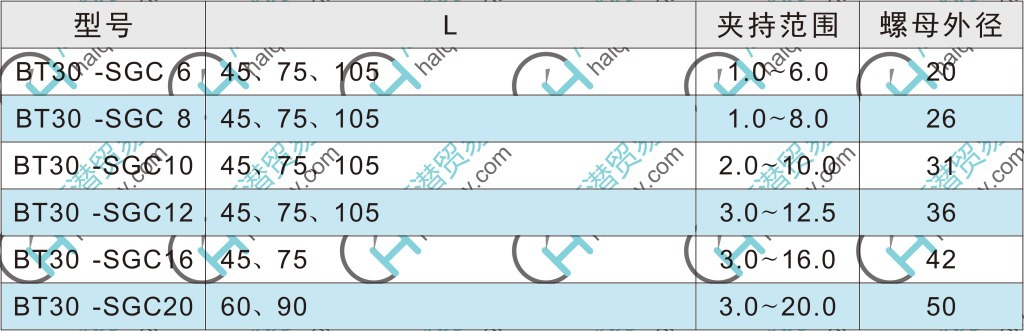 型号 L 夹持范围 螺母外径
BT30 -SGC 6 45、75、105 1.0~6.0 20
BT30 -SGC 8 45、75、105 1.0~8.0 26
BT30 -SGC10 45、75、105 2.0~10.0 31
BT30 -SGC12 45、75、105 3.0~12.5 36
BT30 -SGC16 45、75 3.0~16.0 42
BT30 -SGC20 60、90 3.0~20.0 50